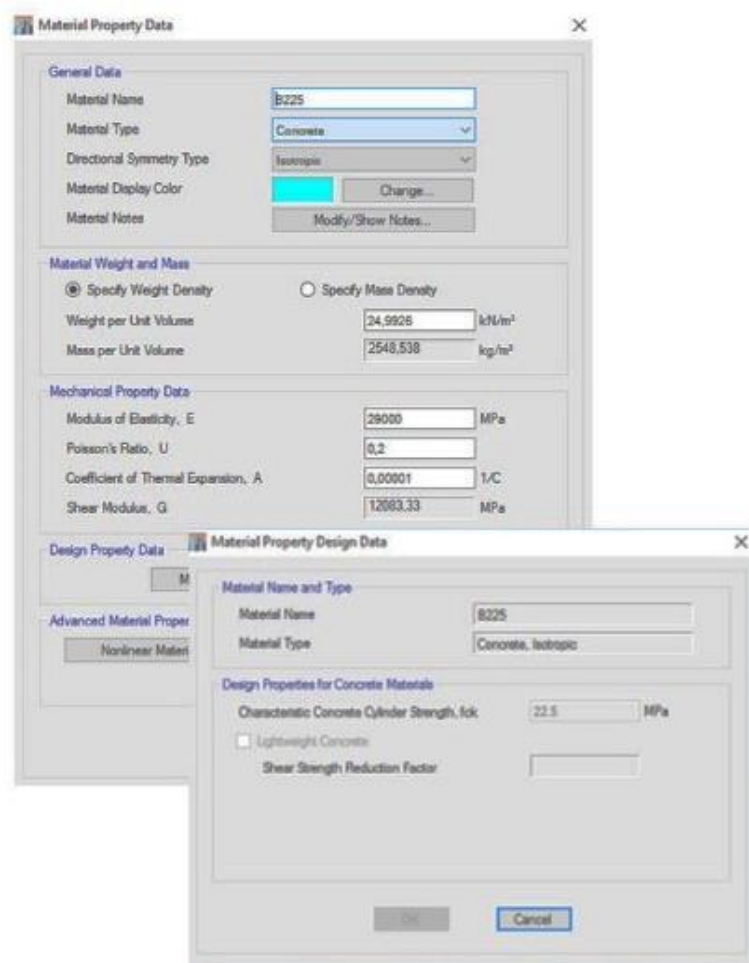 Material Property Data
General Data
Material Name B225
Material Type Concrete
Directional Symmetry Type Isotropic
Material Display Color Change...
Material Notes Modify/Show Notes...
Material Weight and Mass
Specify Weight Density Specify Mass Density
Weight per Unit Volume 24,9926 kN/m³
Mass per Unit Volume 2548,538 kg/m³
Mechanical Property Data
Modulus of Elasticity, E 29000 MPa
Poisson's Ratio, U 0,2
Coefficient of Thermal Expansion, A 0,00001 1/C
Shear Modulus, G 12083,33 MPa
Design Property Data
M
Advanced Material Proper
Nonlinear Materi
Material Property Design Data
Material Name and Type
Material Name B225
Material Type Concrete, Isotropic
Design Properties for Concrete Materials
Characteristic Concrete Cylinder Strength, fck 22.5 MPa
Lightweight Concrete
Shear Strength Reduction Factor
Cancel